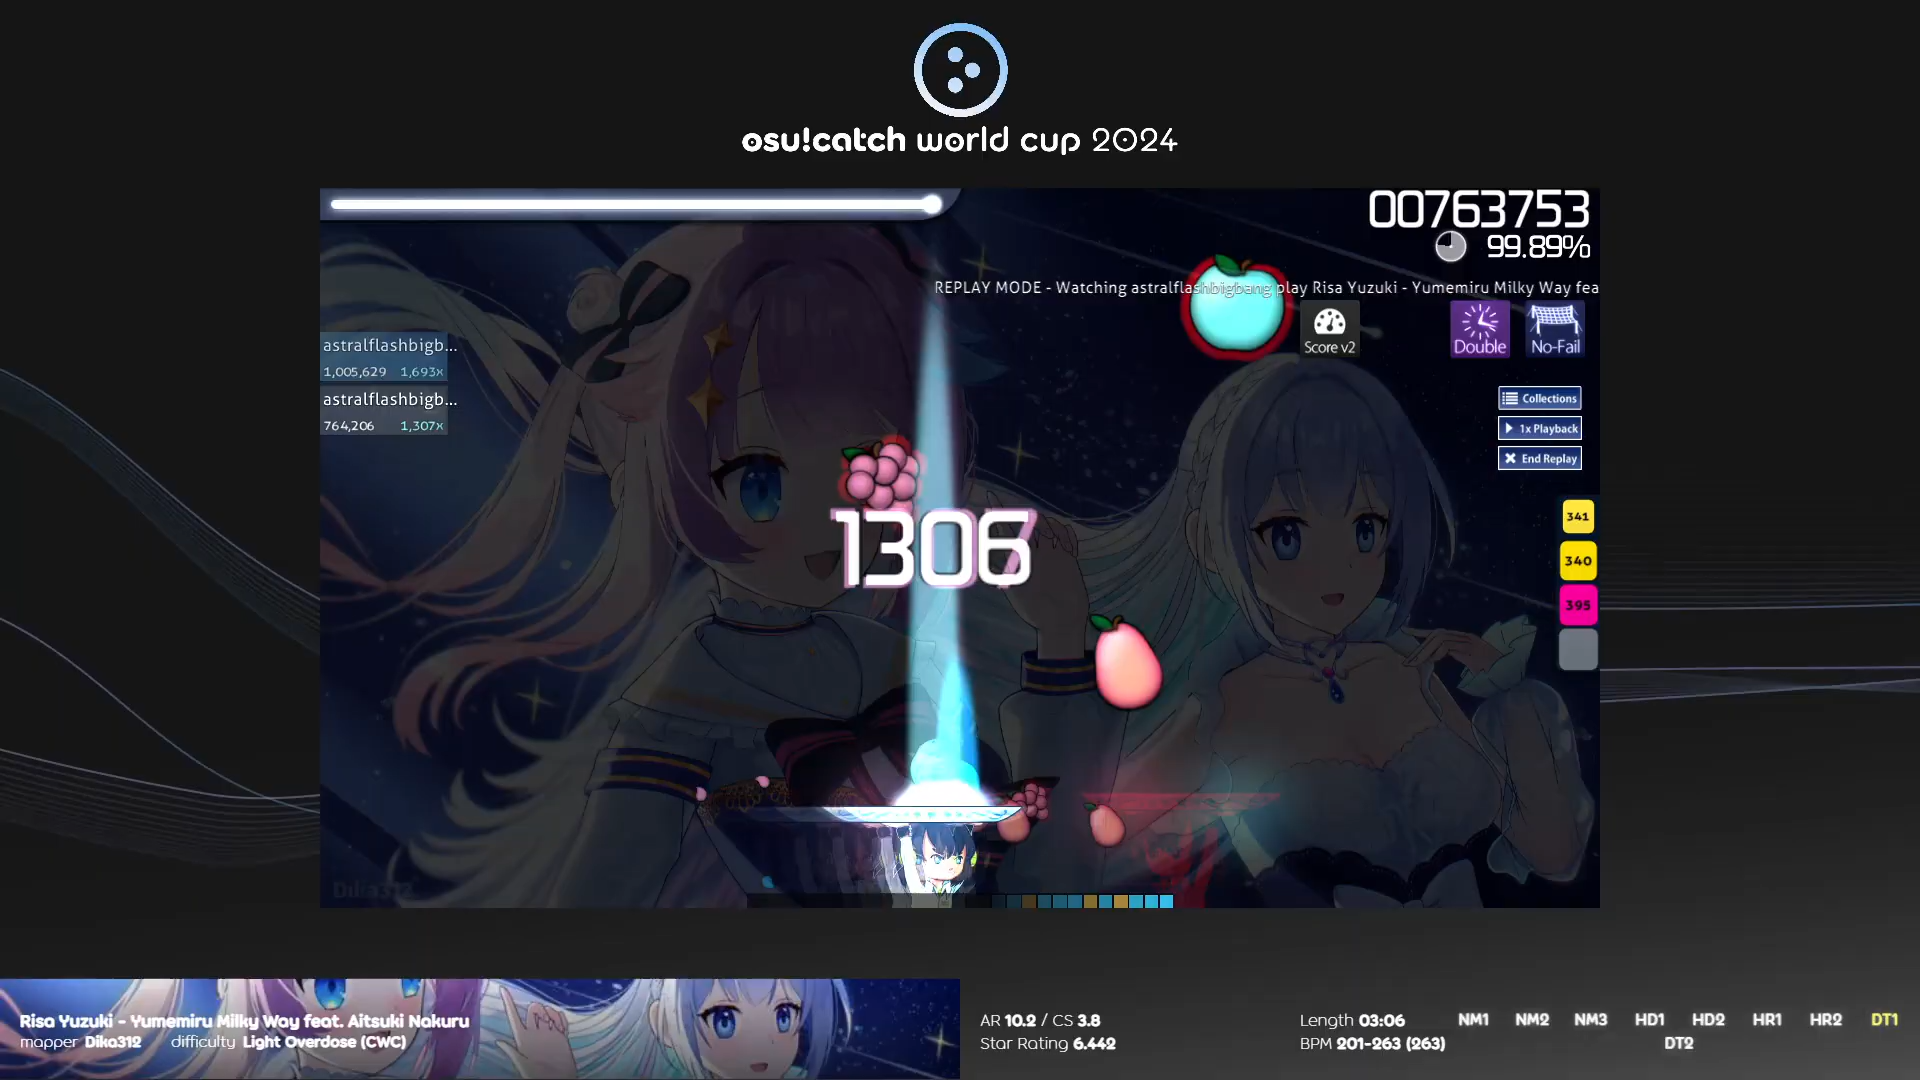 osu!catch world cup 2024
00763753
99.89%
REPLAY MODE - Watching astralflashbigbang play Risa Yuzuki - Yumemiru Milky Way fea
Score v2
Double
No-Fail
astralflashbigb...
1,005,629 1,693x
astralflashbigb...
764,206 1,307x
Collections
1x Playback
End Replay
341
340
395
1306
Dika312
Risa Yuzuki - Yumemiru Milky Way feat. Aitsuki Nakuru
mapper Dika312 difficulty Light Overdose (CWC)
AR 10.2 / CS 3.8
Star Rating 6.442
Length 03:06
BPM 201-263 (263)
NM1 NM2 NM3 HD1 HD2 HR1 HR2 DT1
DT2